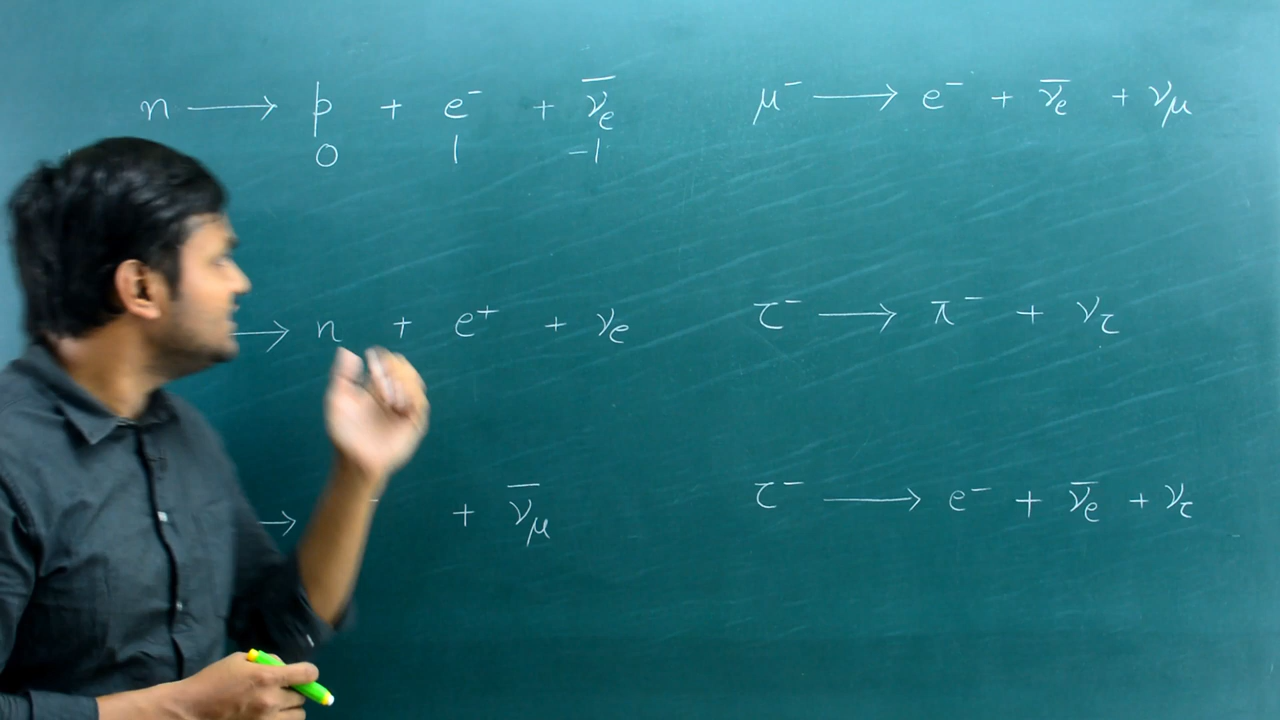 n ⟶ p + e⁻ + ν̅ₑ
0 1 −1
⟶ n + e⁺ + νₑ
⟶ ⁻ + ν̅_μ
μ⁻ ⟶ e⁻ + ν̅ₑ + ν_μ
τ⁻ ⟶ π⁻ + ν_τ
τ⁻ ⟶ e⁻ + ν̅ₑ + ν_τ